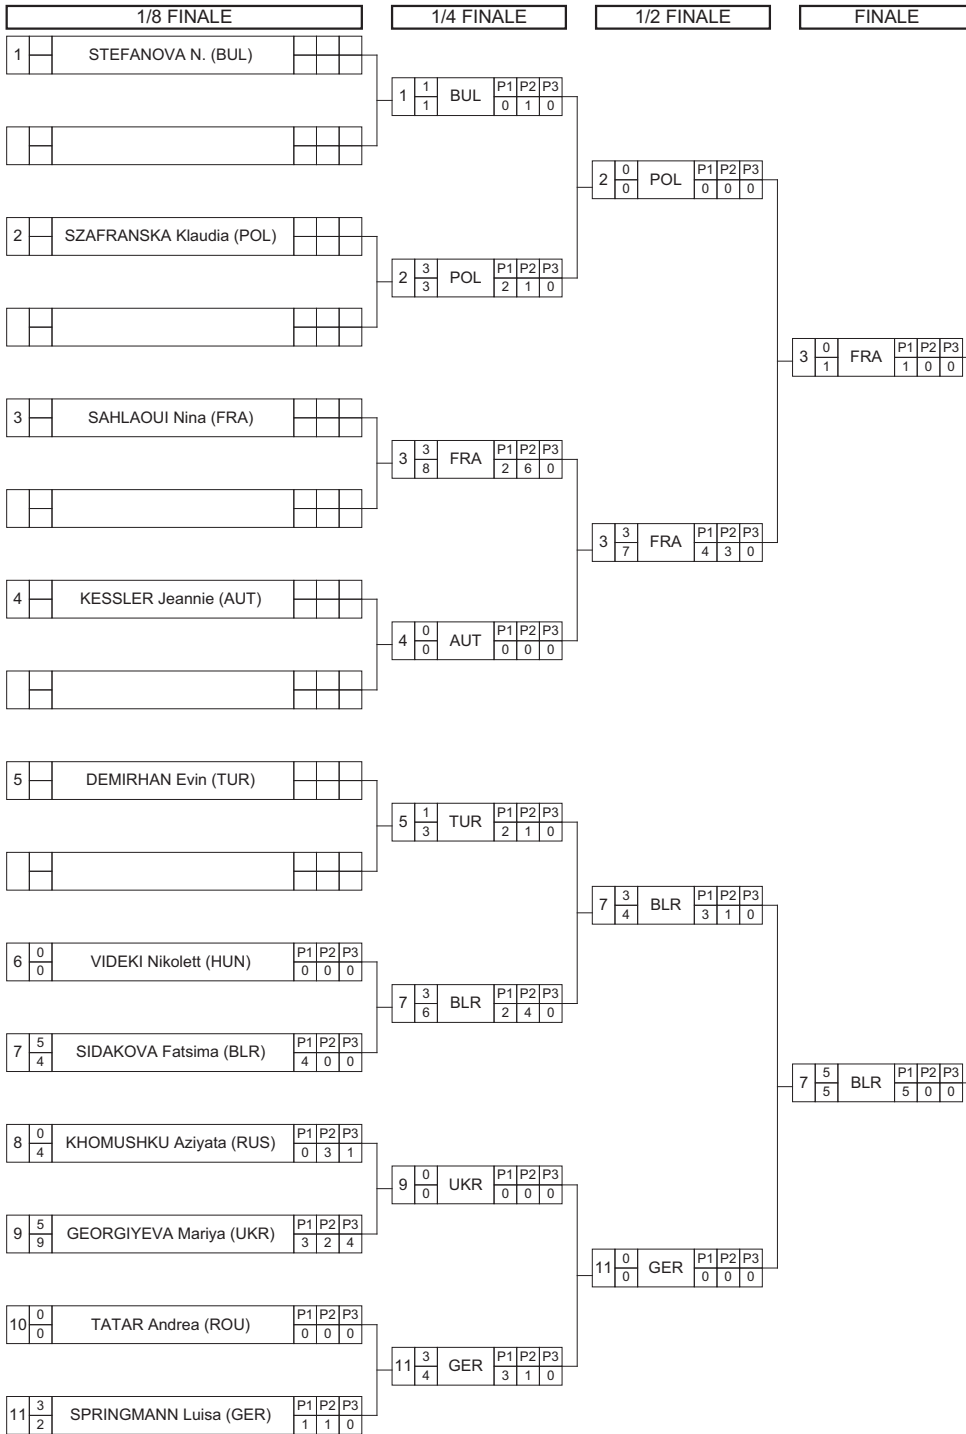 1/8 FINALE 1/4 FINALE 1/2 FINALE FINALE
1 STEFANOVA N. (BUL)
1 1 BUL P1 P2 P3
1 0 1 0
2 0 POL P1 P2 P3
0 0 0 0
2 SZAFRANSKA Klaudia (POL)
2 3 POL P1 P2 P3
3 2 1 0
3 0 FRA P1 P2 P3
1 1 0 0
3 SAHLAOUI Nina (FRA)
3 3 FRA P1 P2 P3
8 2 6 0
3 3 FRA P1 P2 P3
7 4 3 0
4 KESSLER Jeannie (AUT)
4 0 AUT P1 P2 P3
0 0 0 0
5 DEMIRHAN Evin (TUR)
5 1 TUR P1 P2 P3
3 2 1 0
7 3 BLR P1 P2 P3
4 3 1 0
6 0 VIDEKI Nikolett (HUN) P1 P2 P3
0 0 0 0
7 3 BLR P1 P2 P3
6 2 4 0
7 5 SIDAKOVA Fatsima (BLR) P1 P2 P3
4 4 0 0
7 5 BLR P1 P2 P3
5 5 0 0
8 0 KHOMUSHKU Aziyata (RUS) P1 P2 P3
4 0 3 1
9 0 UKR P1 P2 P3
0 0 0 0
9 5 GEORGIYEVA Mariya (UKR) P1 P2 P3
9 3 2 4
11 0 GER P1 P2 P3
0 0 0 0
10 0 TATAR Andrea (ROU) P1 P2 P3
0 0 0 0
11 3 GER P1 P2 P3
4 3 1 0
11 3 SPRINGMANN Luisa (GER) P1 P2 P3
2 1 1 0